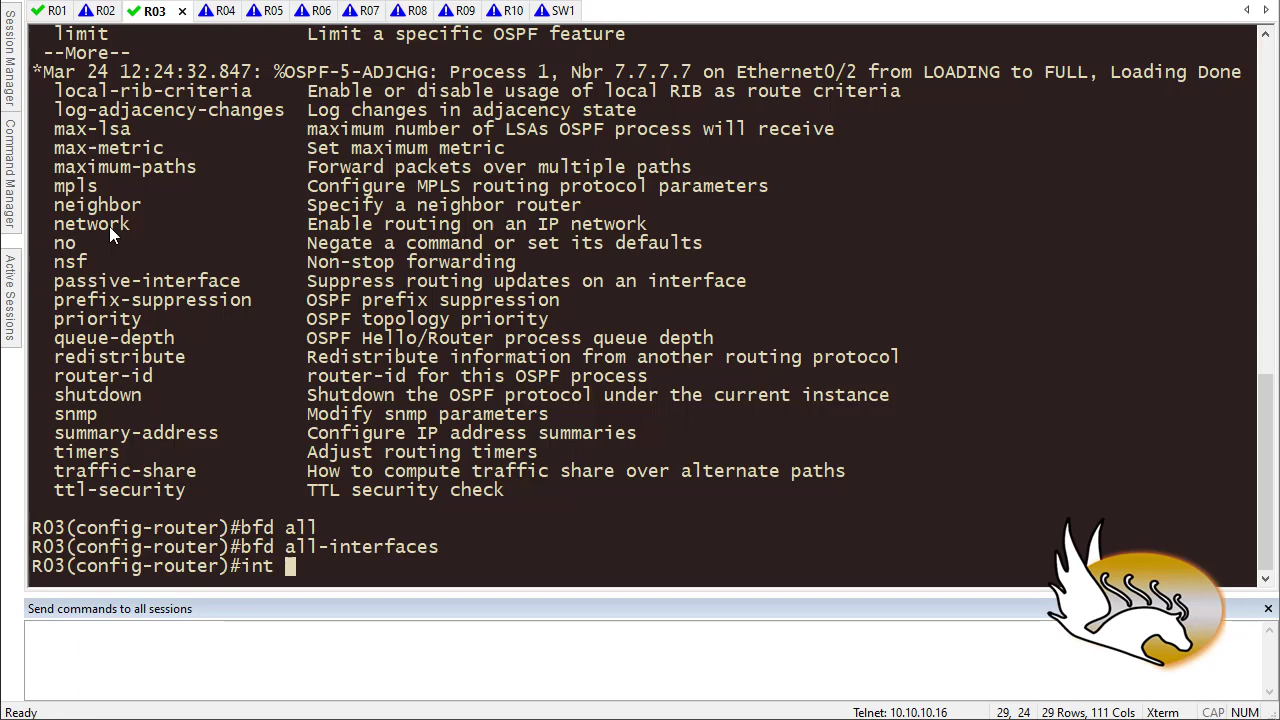 R01 R02 R03 R04 R05 R06 R07 R08 R09 R10 SW1
Session Manager
Command Manager
Active Sessions
limit Limit a specific OSPF feature
--More--
*Mar 24 12:24:32.847: %OSPF-5-ADJCHG: Process 1, Nbr 7.7.7.7 on Ethernet0/2 from LOADING to FULL, Loading Done
local-rib-criteria Enable or disable usage of local RIB as route criteria
log-adjacency-changes Log changes in adjacency state
max-lsa maximum number of LSAs OSPF process will receive
max-metric Set maximum metric
maximum-paths Forward packets over multiple paths
mpls Configure MPLS routing protocol parameters
neighbor Specify a neighbor router
network Enable routing on an IP network
no Negate a command or set its defaults
nsf Non-stop forwarding
passive-interface Suppress routing updates on an interface
prefix-suppression OSPF prefix suppression
priority OSPF topology priority
queue-depth OSPF Hello/Router process queue depth
redistribute Redistribute information from another routing protocol
router-id router-id for this OSPF process
shutdown Shutdown the OSPF protocol under the current instance
snmp Modify snmp parameters
summary-address Configure IP address summaries
timers Adjust routing timers
traffic-share How to compute traffic share over alternate paths
ttl-security TTL security check
R03(config-router)#bfd all
R03(config-router)#bfd all-interfaces
R03(config-router)#int
Send commands to all sessions
Ready Telnet: 10.10.10.16 29, 24 29 Rows, 111 Cols Xterm CAP NUM